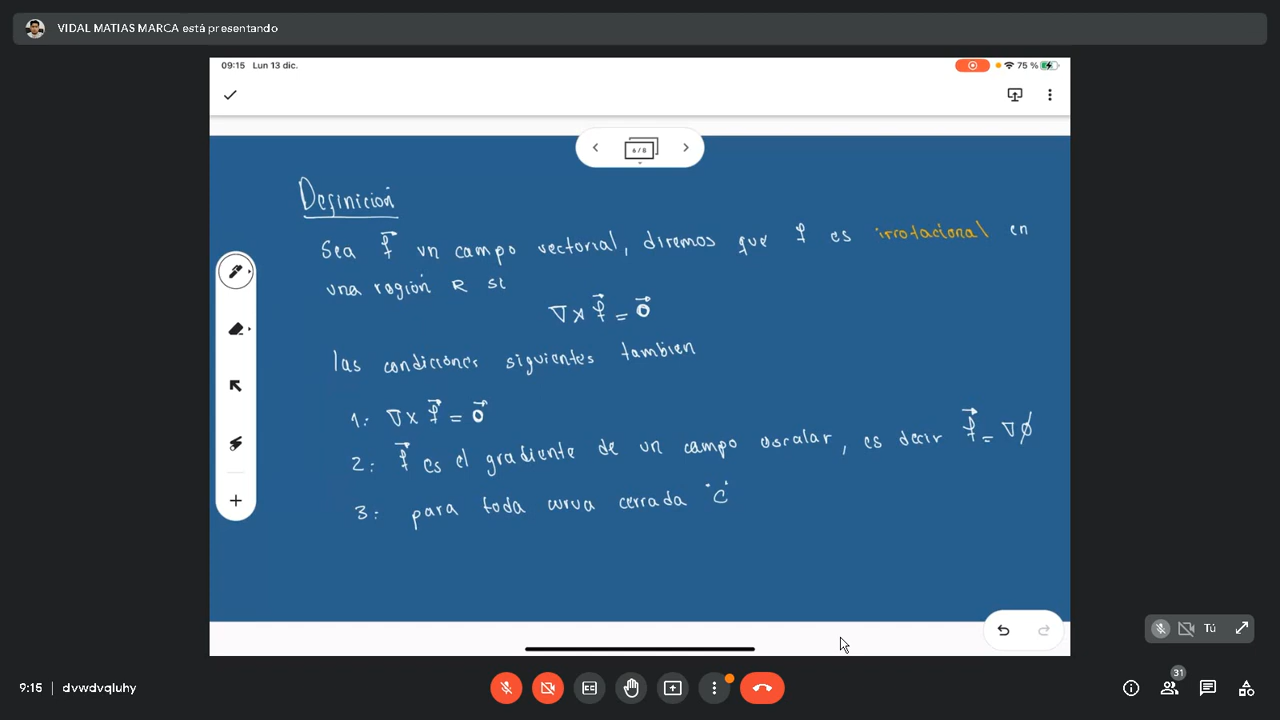 VIDAL MATIAS MARCA está presentando
09:15 Lun 13 dic.
75 %
6/8
Definición
Sea f⃗ un campo vectorial, diremos que f es irrotacional en
una región R si
∇ × f⃗ = 0⃗
las condiciones siguientes tambien
1: ∇ × f⃗ = 0⃗
2: f⃗ es el gradiente de un campo escalar, es decir f⃗ = ∇φ
3: para toda curva cerrada "C"
Tú
9:15 | dvwdvqluhy
31